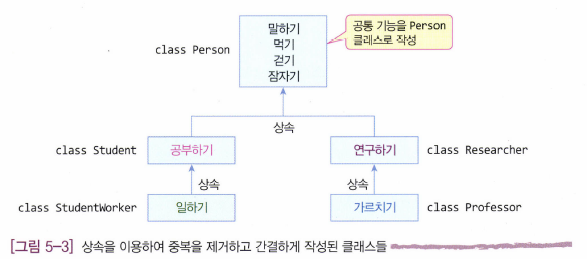 class Person
말하기
먹기
걷기
잠자기
공통 기능을 Person
클래스로 작성
상속
class Student
공부하기
연구하기
class Researcher
상속
상속
class StudentWorker
일하기
가르치기
class Professor
[그림 5-3] 상속을 이용하여 중복을 제거하고 간결하게 작성된 클래스들